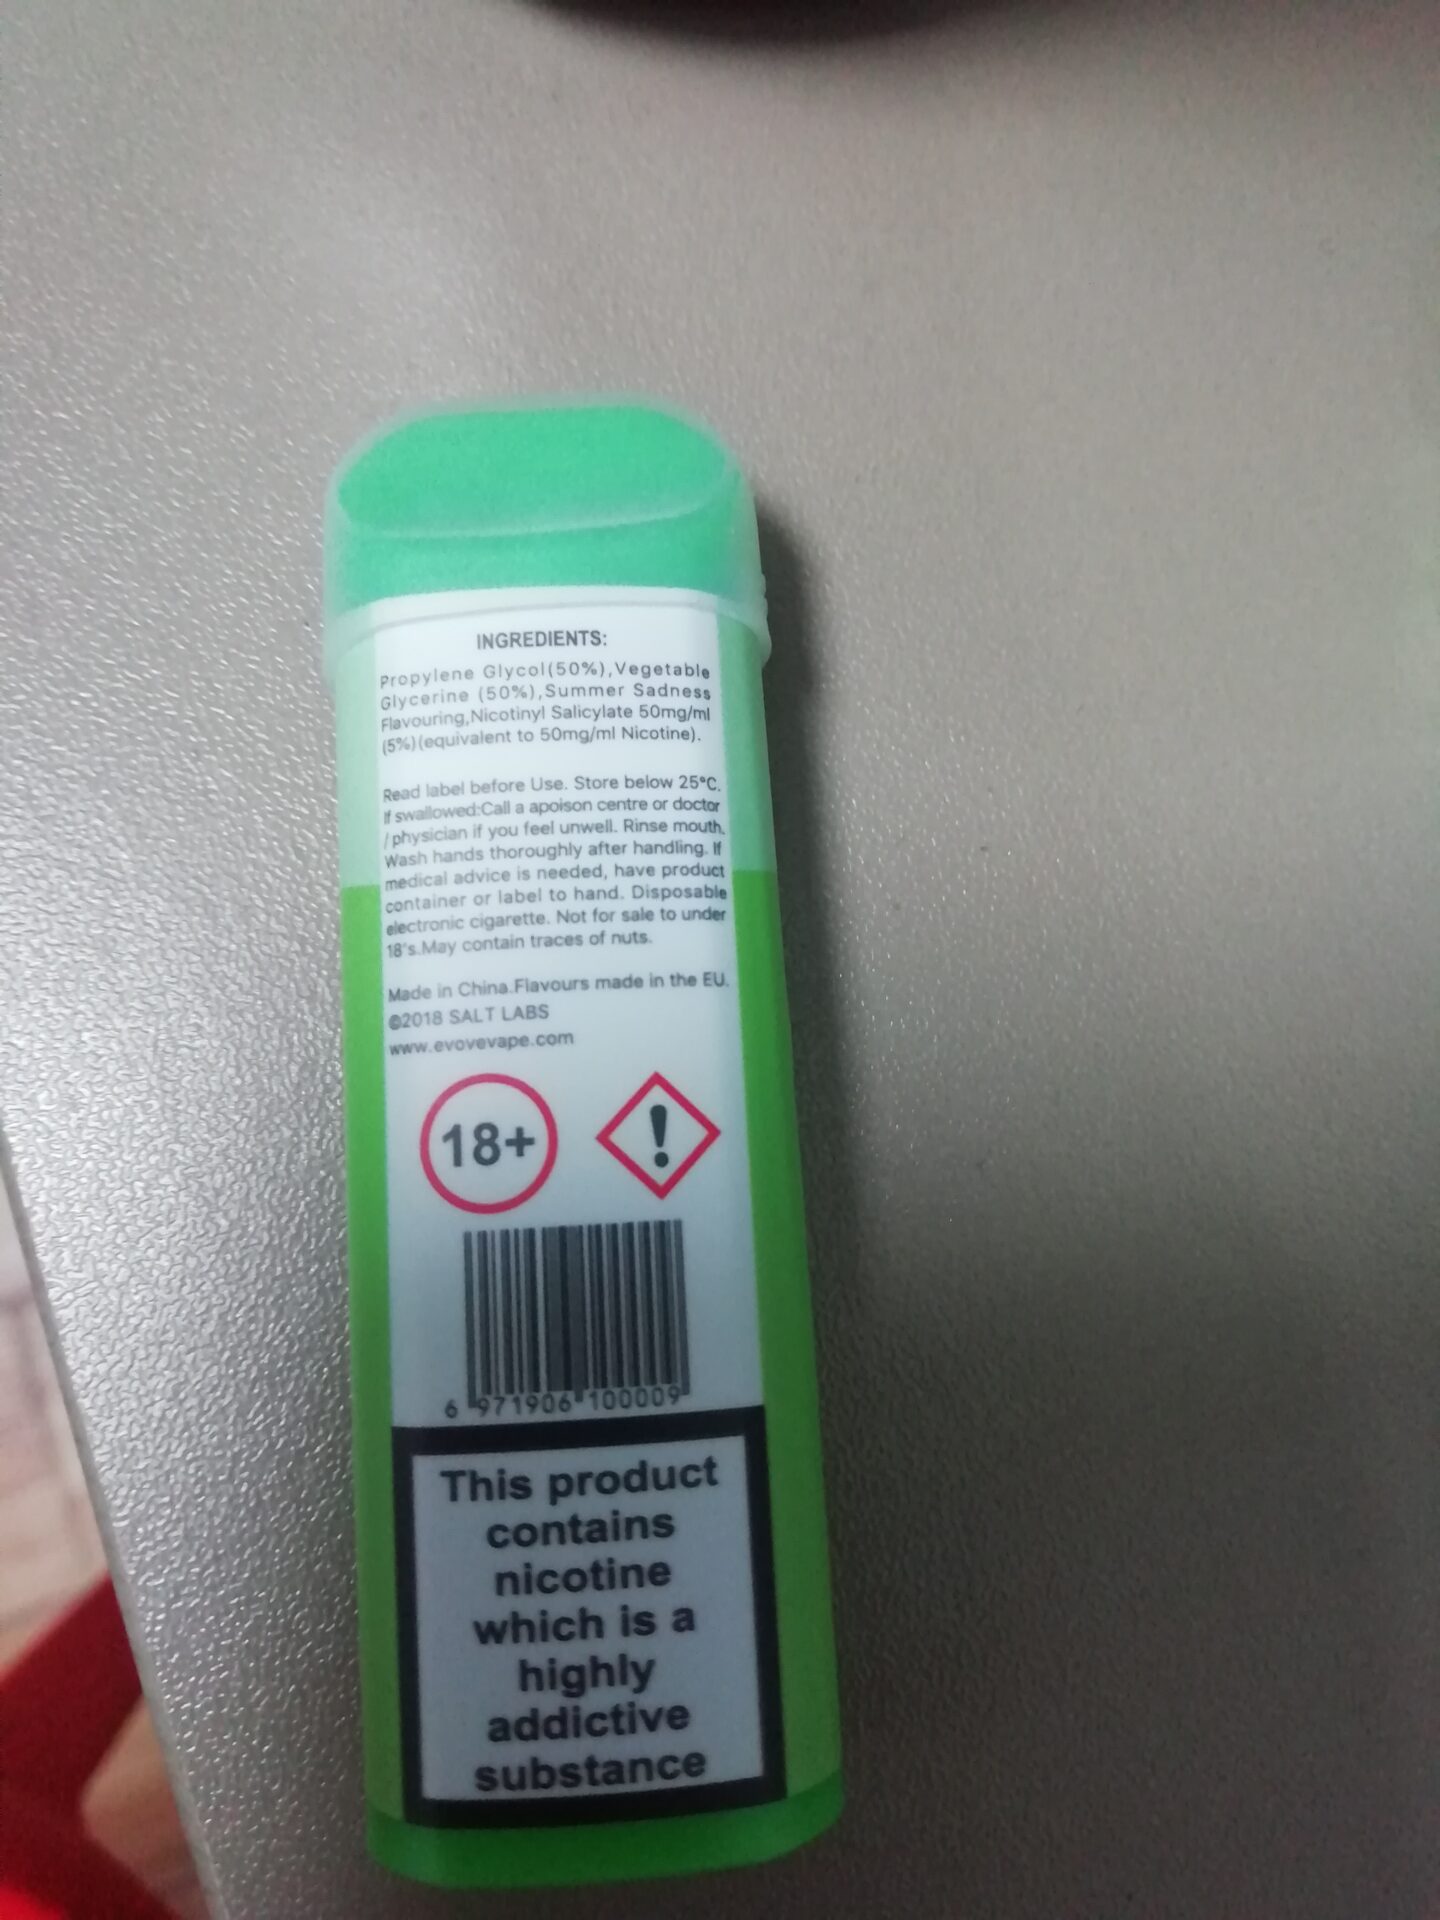 INGREDIENTS:
Propylene Glycol(50%),Vegetable
Glycerine (50%),Summer Sadness
Flavouring,Nicotinyl Salicylate 50mg/ml
(5%)(equivalent to 50mg/ml Nicotine).
Read label before Use. Store below 25°C.
If swallowed:Call a apoison centre or doctor
/ physician if you feel unwell. Rinse mouth.
Wash hands thoroughly after handling. If
medical advice is needed, have product
container or label to hand. Disposable
electronic cigarette. Not for sale to under
18's.May contain traces of nuts.
Made in China.Flavours made in the EU.
©2018 SALT LABS
www.evovevape.com
18+
!
6 971906 100009
This product
contains
nicotine
which is a
highly
addictive
substance